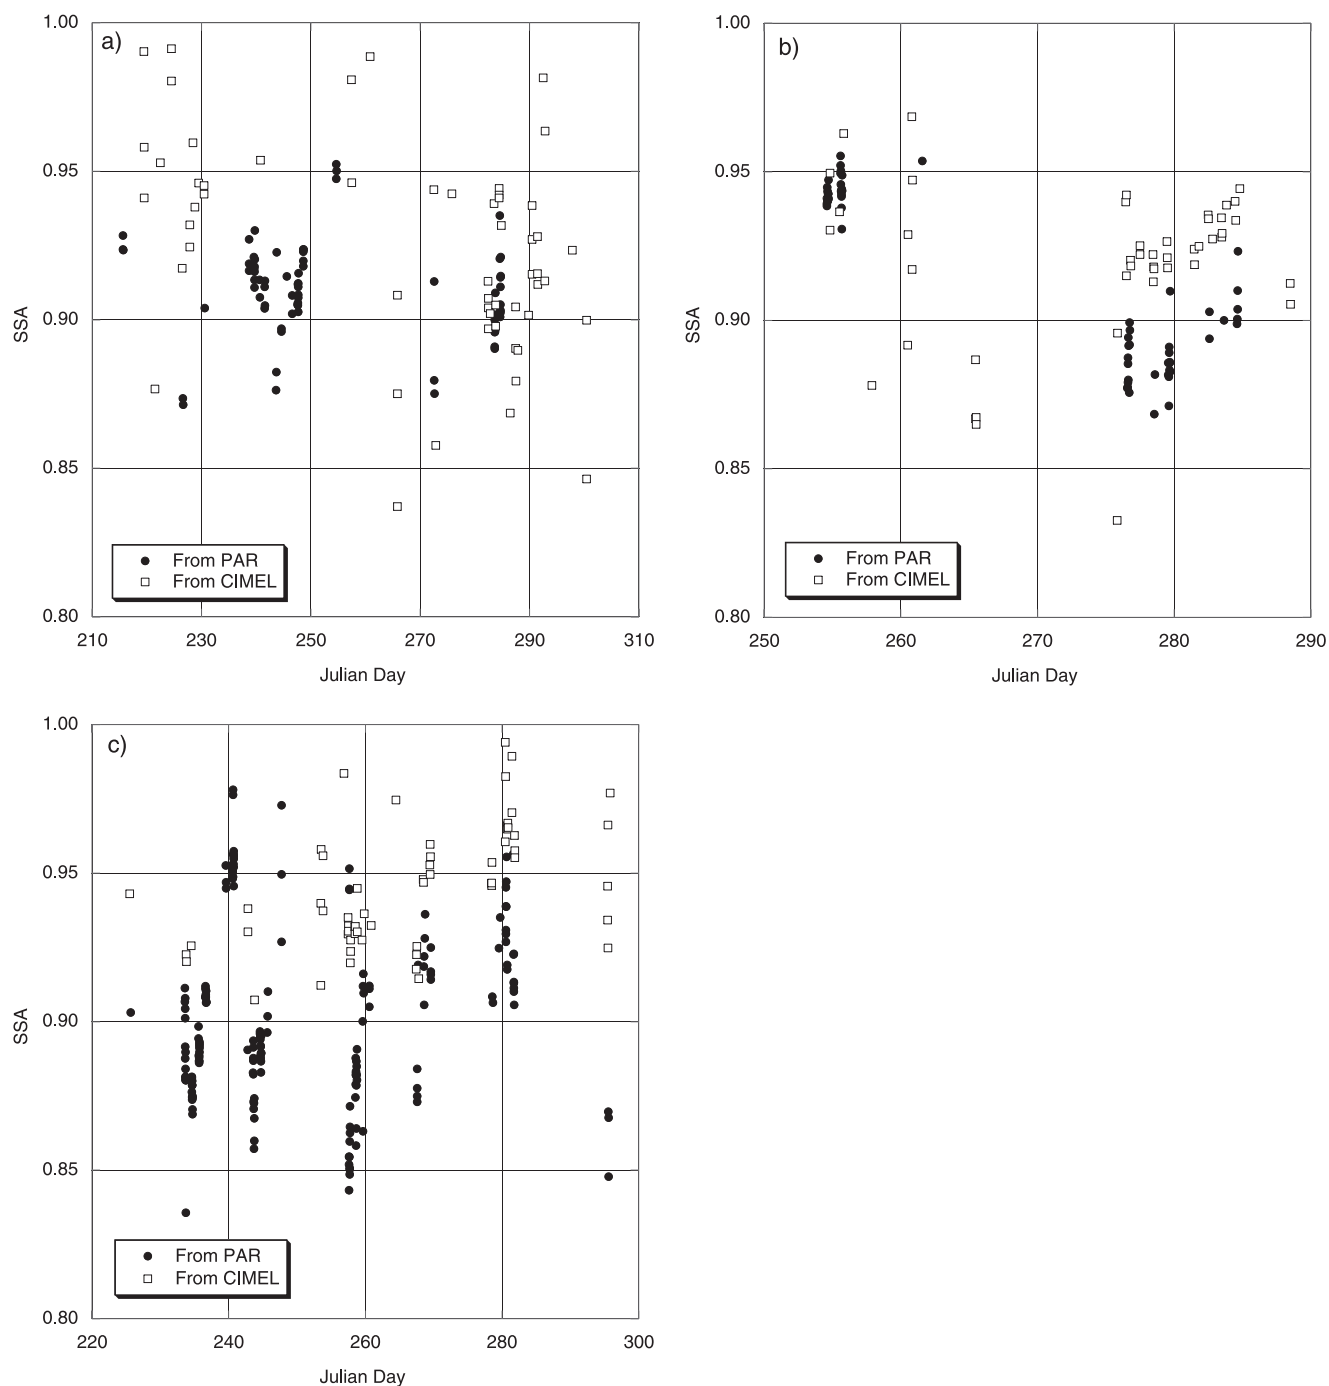 a)
1.00
0.95
0.90
0.85
0.80
SSA
From PAR
From CIMEL
210 230 250 270 290 310
Julian Day
b)
1.00
0.95
0.90
0.85
0.80
SSA
From PAR
From CIMEL
250 260 270 280 290
Julian Day
c)
1.00
0.95
0.90
0.85
0.80
SSA
From PAR
From CIMEL
220 240 260 280 300
Julian Day